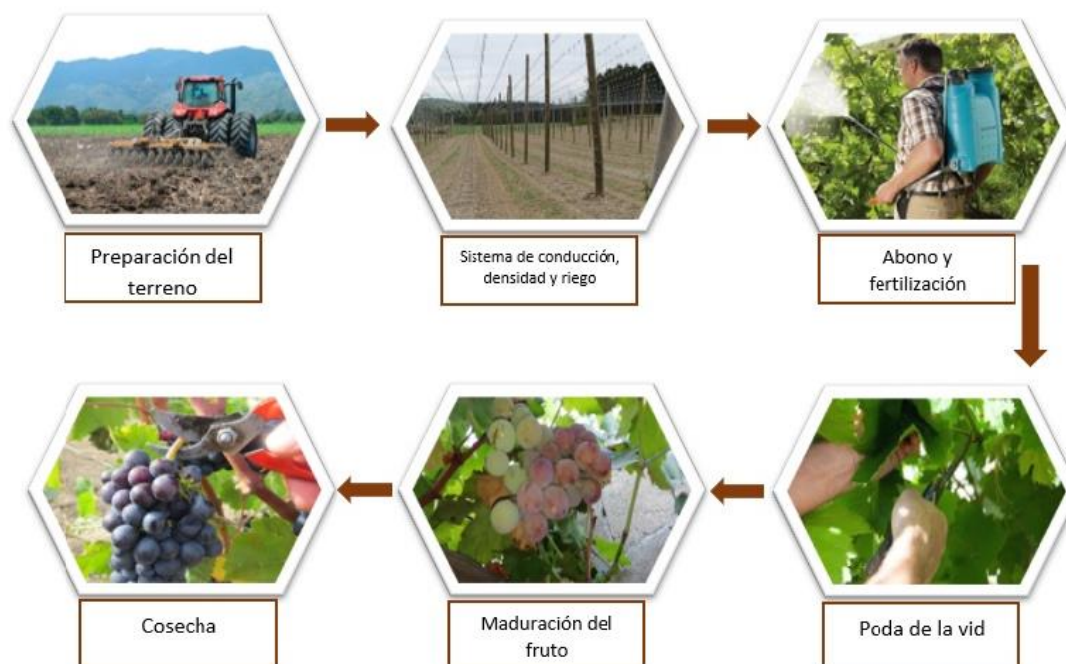 Preparación del
terreno
Sistema de conducción,
densidad y riego
Abono y
fertilización
Poda de la vid
Maduración del
fruto
Cosecha